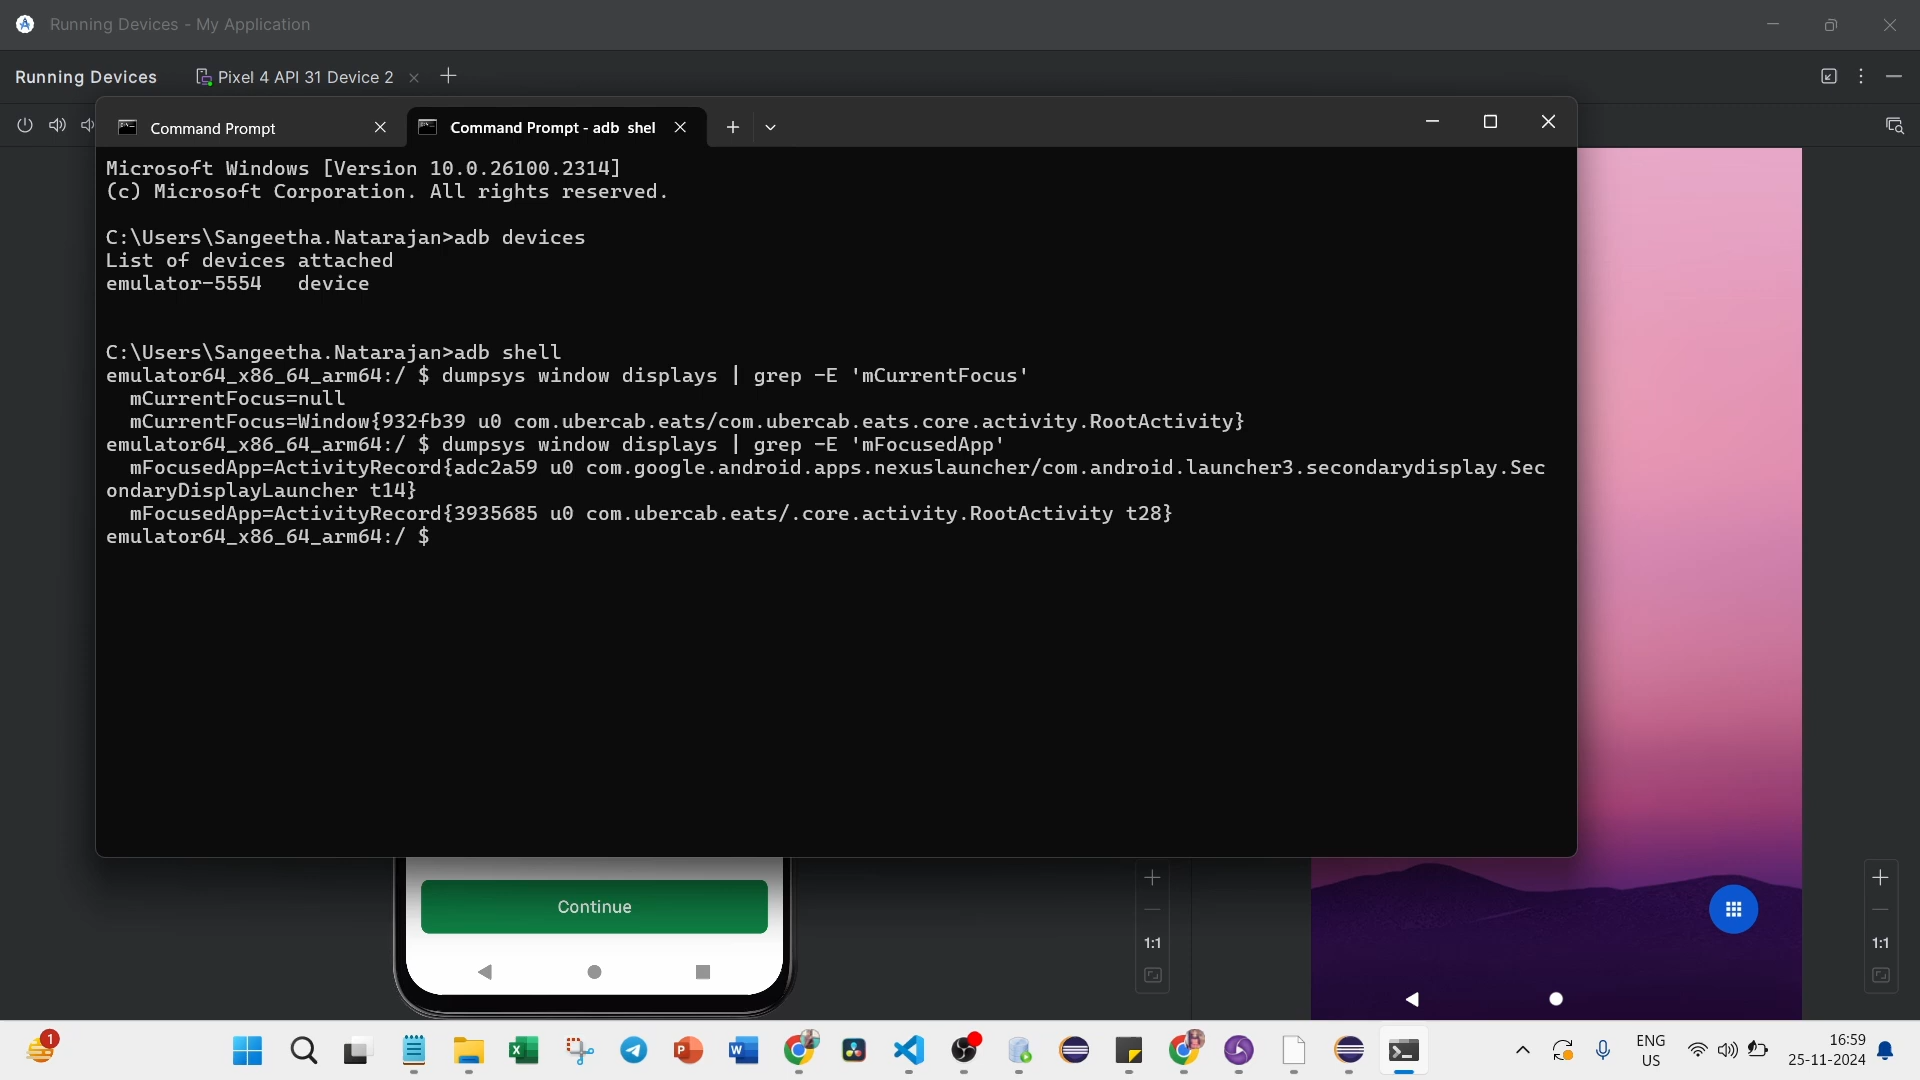 Running Devices - My Application
Running Devices
Pixel 4 API 31 Device 2
Command Prompt
Command Prompt - adb shel
Microsoft Windows [Version 10.0.26100.2314]
(c) Microsoft Corporation. All rights reserved.
C:\Users\Sangeetha.Natarajan>adb devices
List of devices attached
emulator-5554   device
C:\Users\Sangeetha.Natarajan>adb shell
emulator64_x86_64_arm64:/ $ dumpsys window displays | grep -E 'mCurrentFocus'
  mCurrentFocus=null
  mCurrentFocus=Window{932fb39 u0 com.ubercab.eats/com.ubercab.eats.core.activity.RootActivity}
emulator64_x86_64_arm64:/ $ dumpsys window displays | grep -E 'mFocusedApp'
  mFocusedApp=ActivityRecord{adc2a59 u0 com.google.android.apps.nexuslauncher/com.android.launcher3.secondarydisplay.Sec
ondaryDisplayLauncher t14}
  mFocusedApp=ActivityRecord{3935685 u0 com.ubercab.eats/.core.activity.RootActivity t28}
emulator64_x86_64_arm64:/ $
Continue
1:1
1:1
1
ENG
US
16:59
25-11-2024